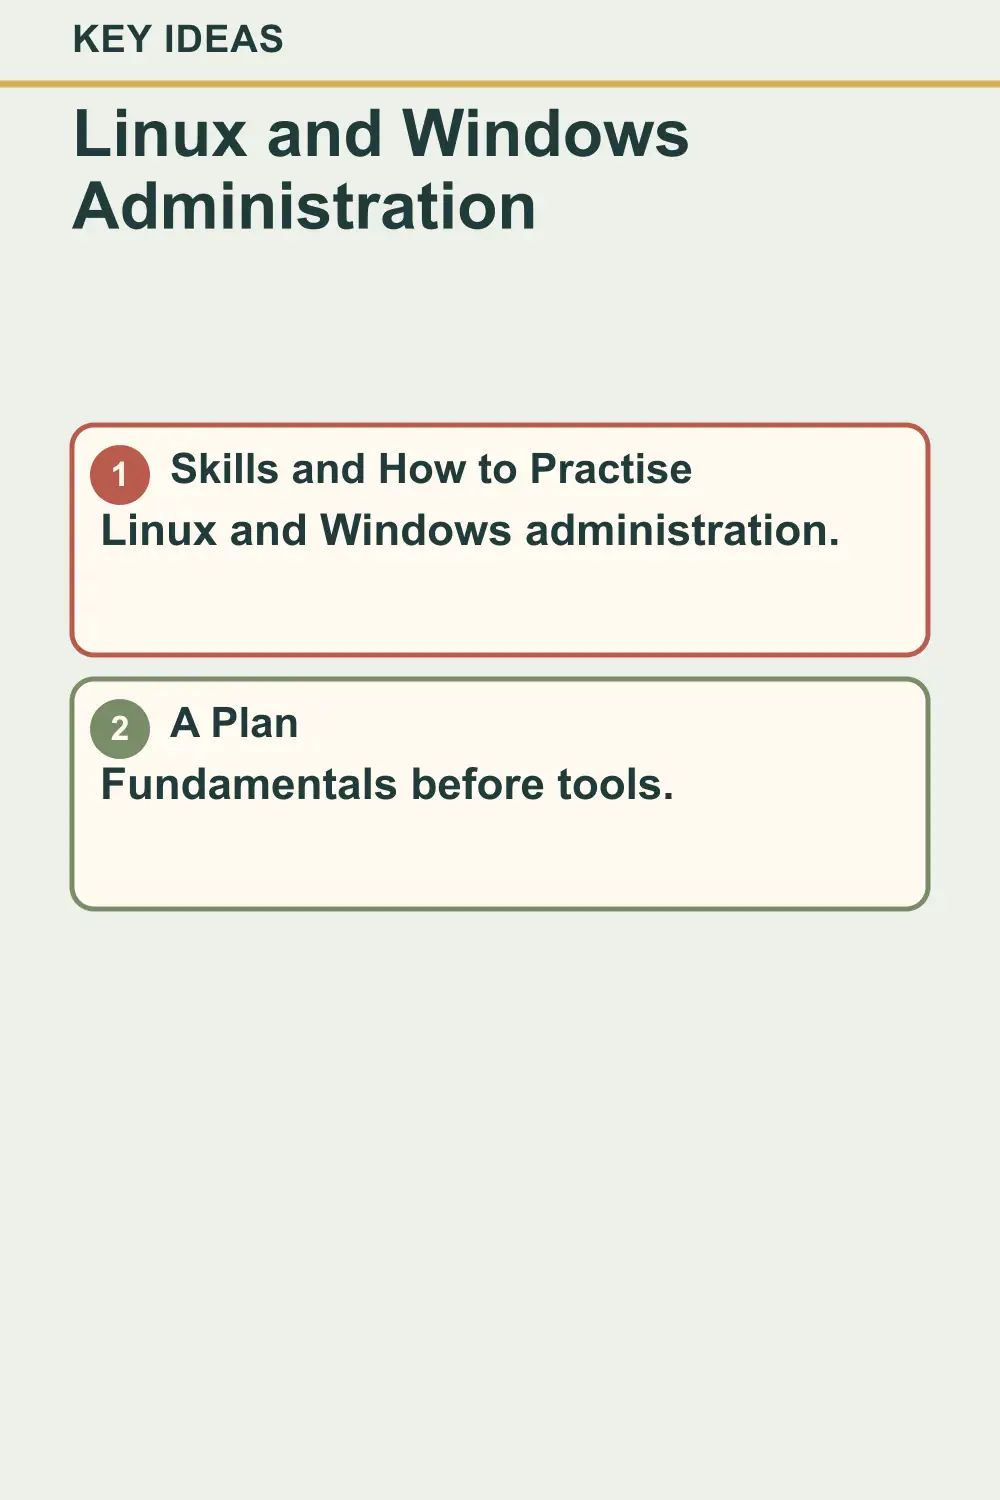 KEY IDEAS
Linux and Windows
Administration
1 Skills and How to Practise
Linux and Windows administration.
2 A Plan
Fundamentals before tools.